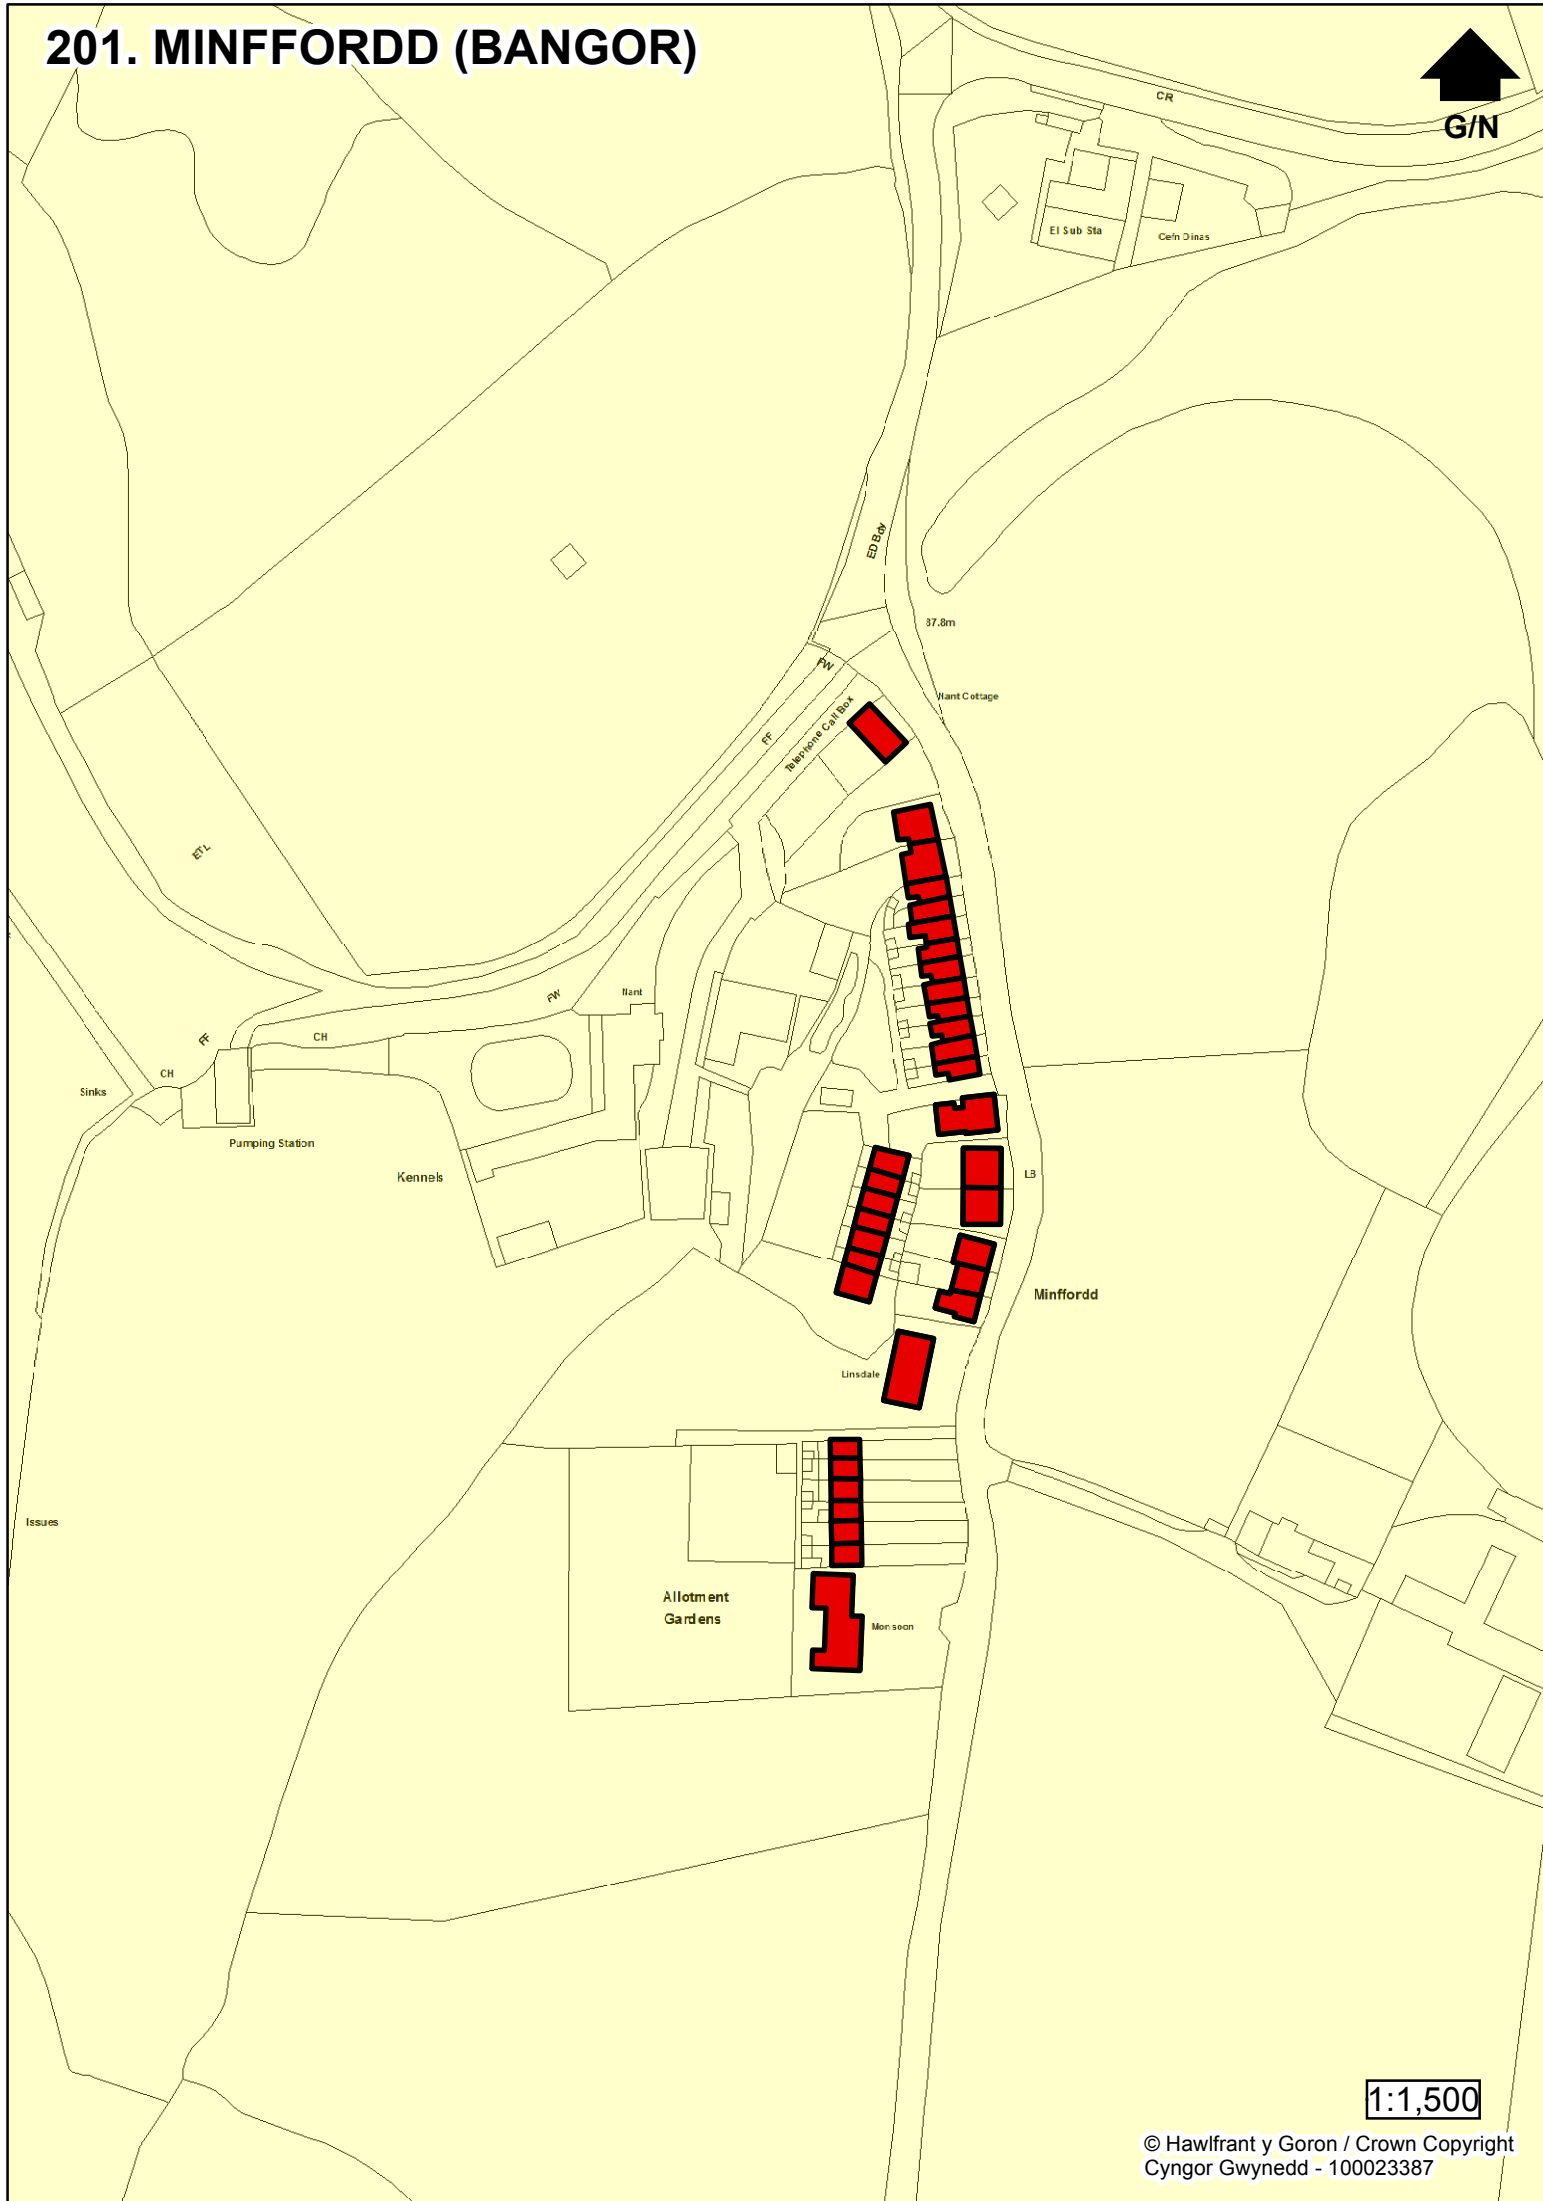 201. MINFFORDD (BANGOR)
G/N
CR
El Sub Sta
Cefn Dinas
ED Bdy
87.8m
FW
Nant Cottage
Telephone Call Box
FF
ETL
Nant
FW
FF
CH
CH
Sinks
Pumping Station
Kennels
LB
Minffordd
Linsdale
Issues
Allotment
Gardens
Monsoon
1:1,500
© Hawlfrant y Goron / Crown Copyright
Cyngor Gwynedd - 100023387